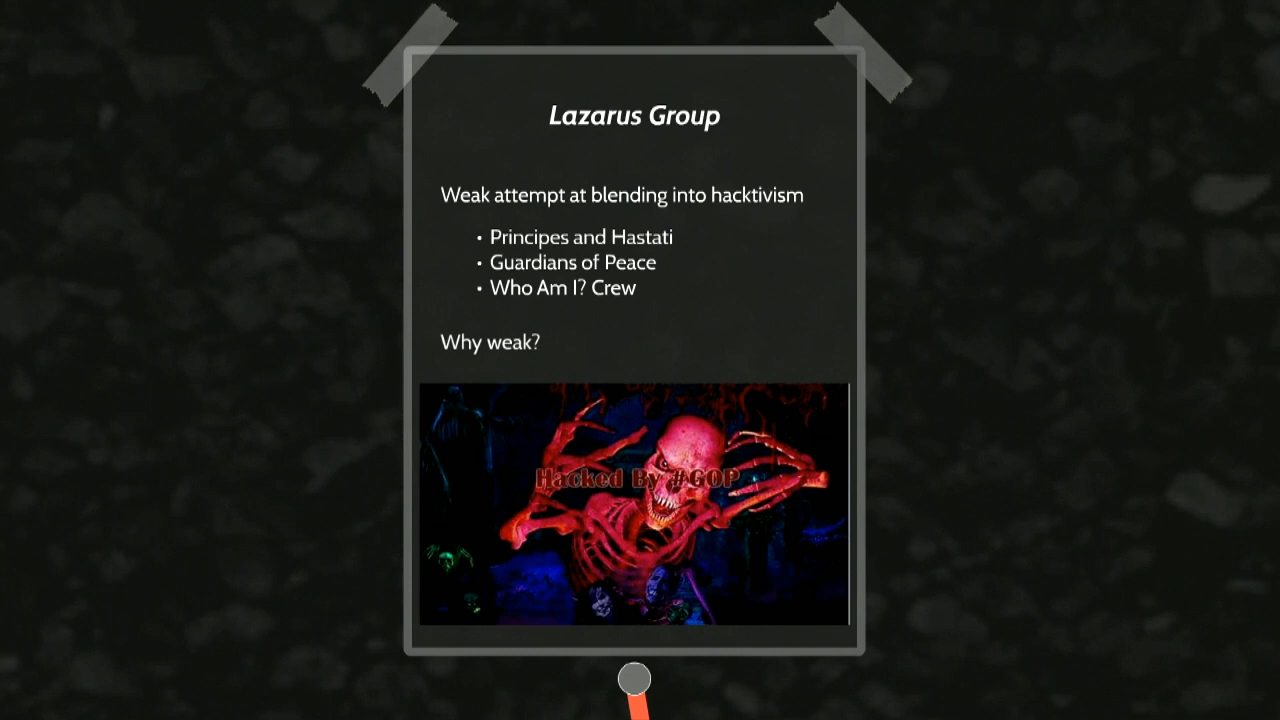 Lazarus Group
Weak attempt at blending into hacktivism
• Principes and Hastati
• Guardians of Peace
• Who Am I? Crew
Why weak?
Hacked By #GOP